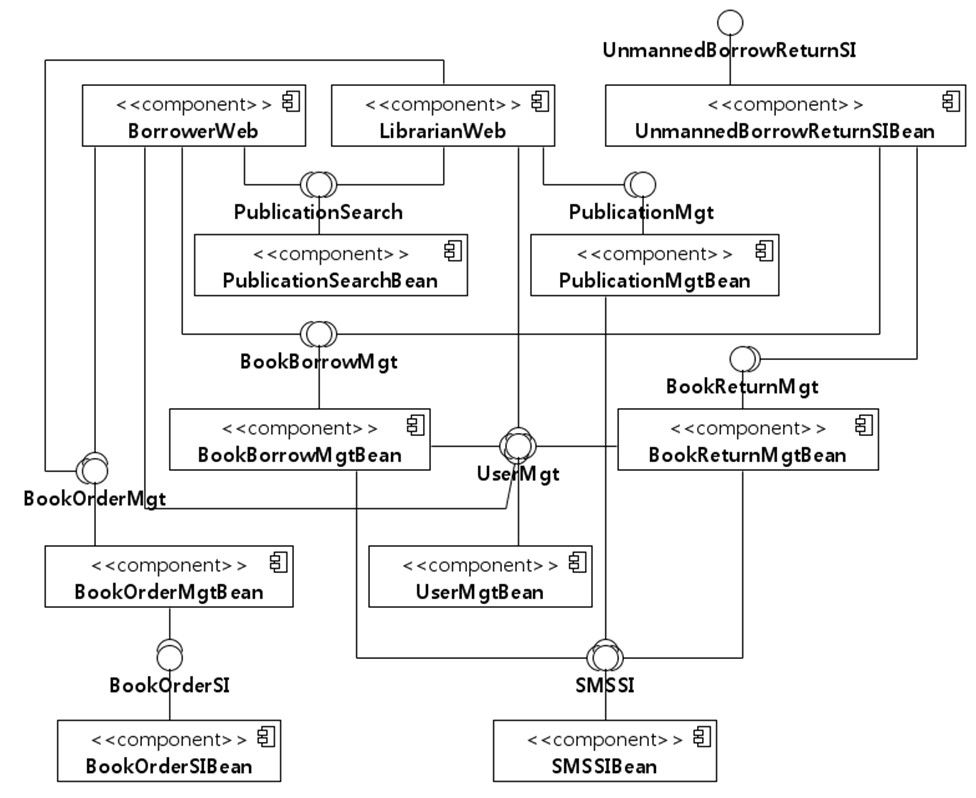 UnmannedBorrowReturnSI
<<component>>
BorrowerWeb
<<component>>
LibrarianWeb
<<component>>
UnmannedBorrowReturnSIBean
PublicationSearch
PublicationMgt
<<component>>
PublicationSearchBean
<<component>>
PublicationMgtBean
BookBorrowMgt
BookReturnMgt
<<component>>
BookBorrowMgtBean
<<component>>
BookReturnMgtBean
UserMgt
BookOrderMgt
<<component>>
BookOrderMgtBean
<<component>>
UserMgtBean
BookOrderSI
SMSSI
<<component>>
BookOrderSIBean
<<component>>
SMSSIBean